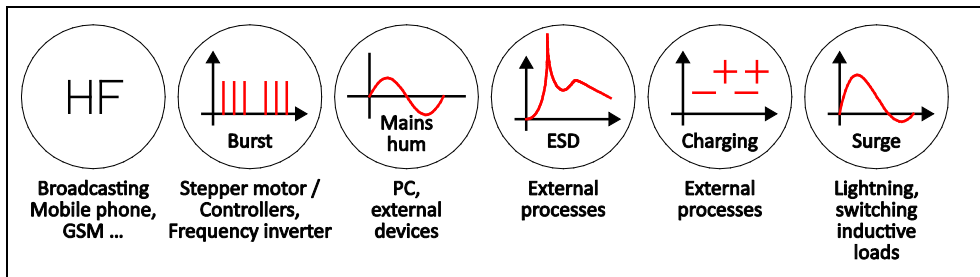 HF
Burst
Mains
hum
ESD
Charging
Surge
Broadcasting
Mobile phone,
GSM ...
Stepper motor /
Controllers,
Frequency inverter
PC,
external
devices
External
processes
External
processes
Lightning,
switching
inductive
loads